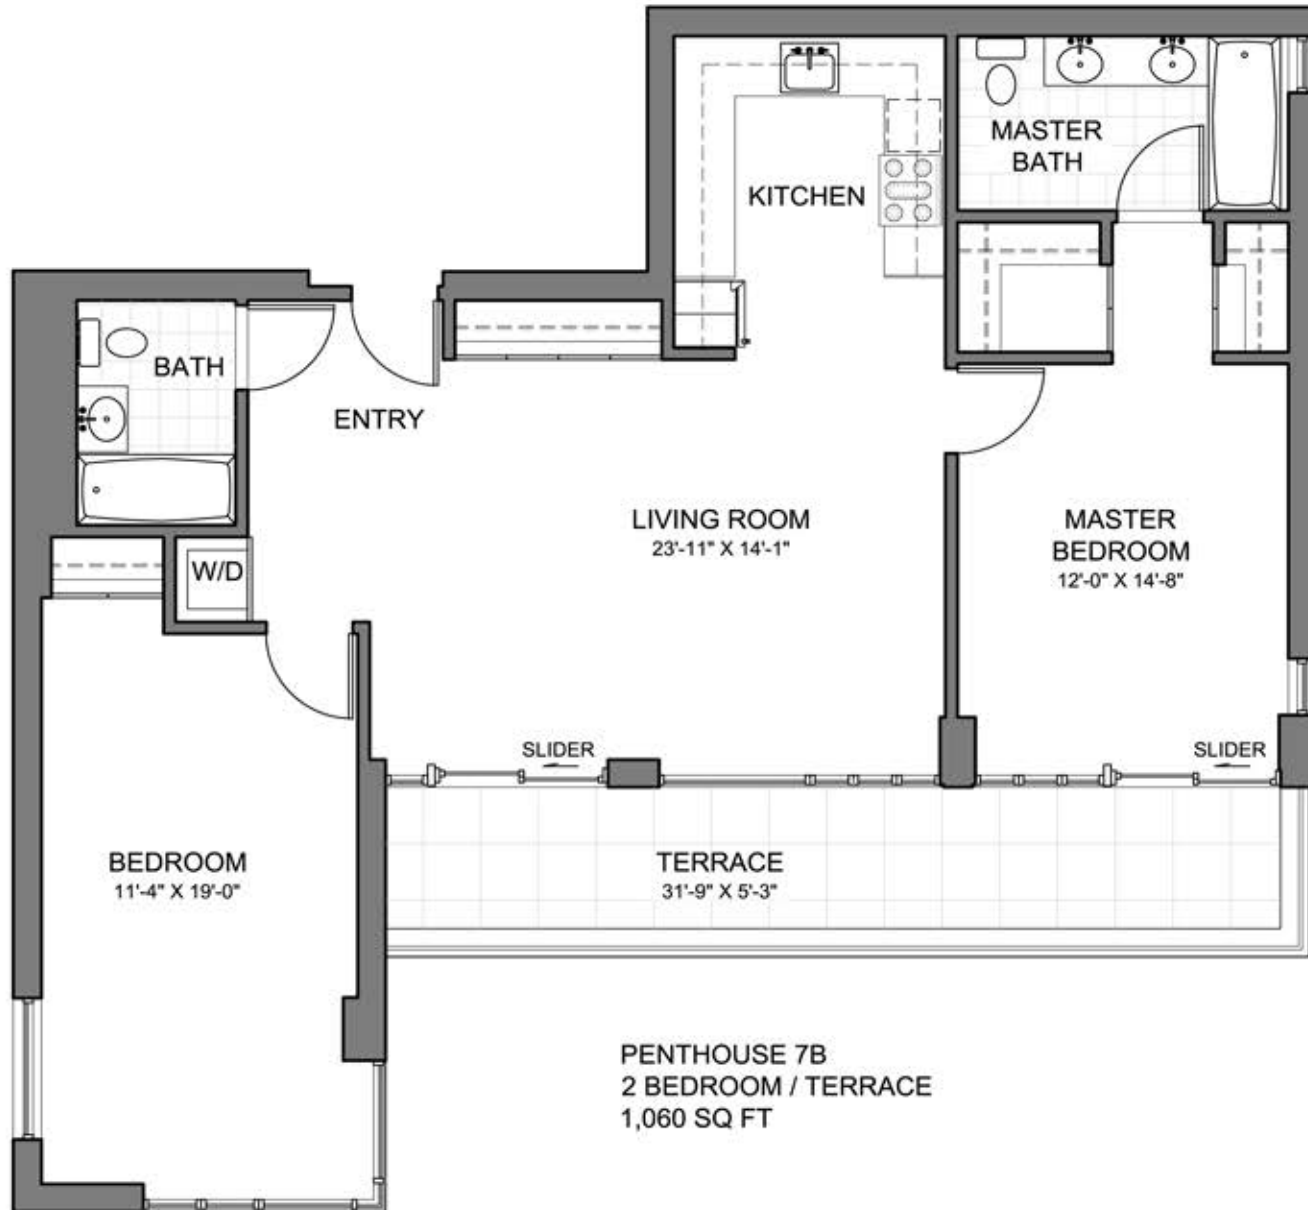 MASTER
BATH
KITCHEN
BATH
ENTRY
LIVING ROOM
23'-11" X 14'-1"
MASTER
BEDROOM
12'-0" X 14'-8"
W/D
SLIDER
SLIDER
BEDROOM
11'-4" X 19'-0"
TERRACE
31'-9" X 5'-3"
PENTHOUSE 7B
2 BEDROOM / TERRACE
1,060 SQ FT